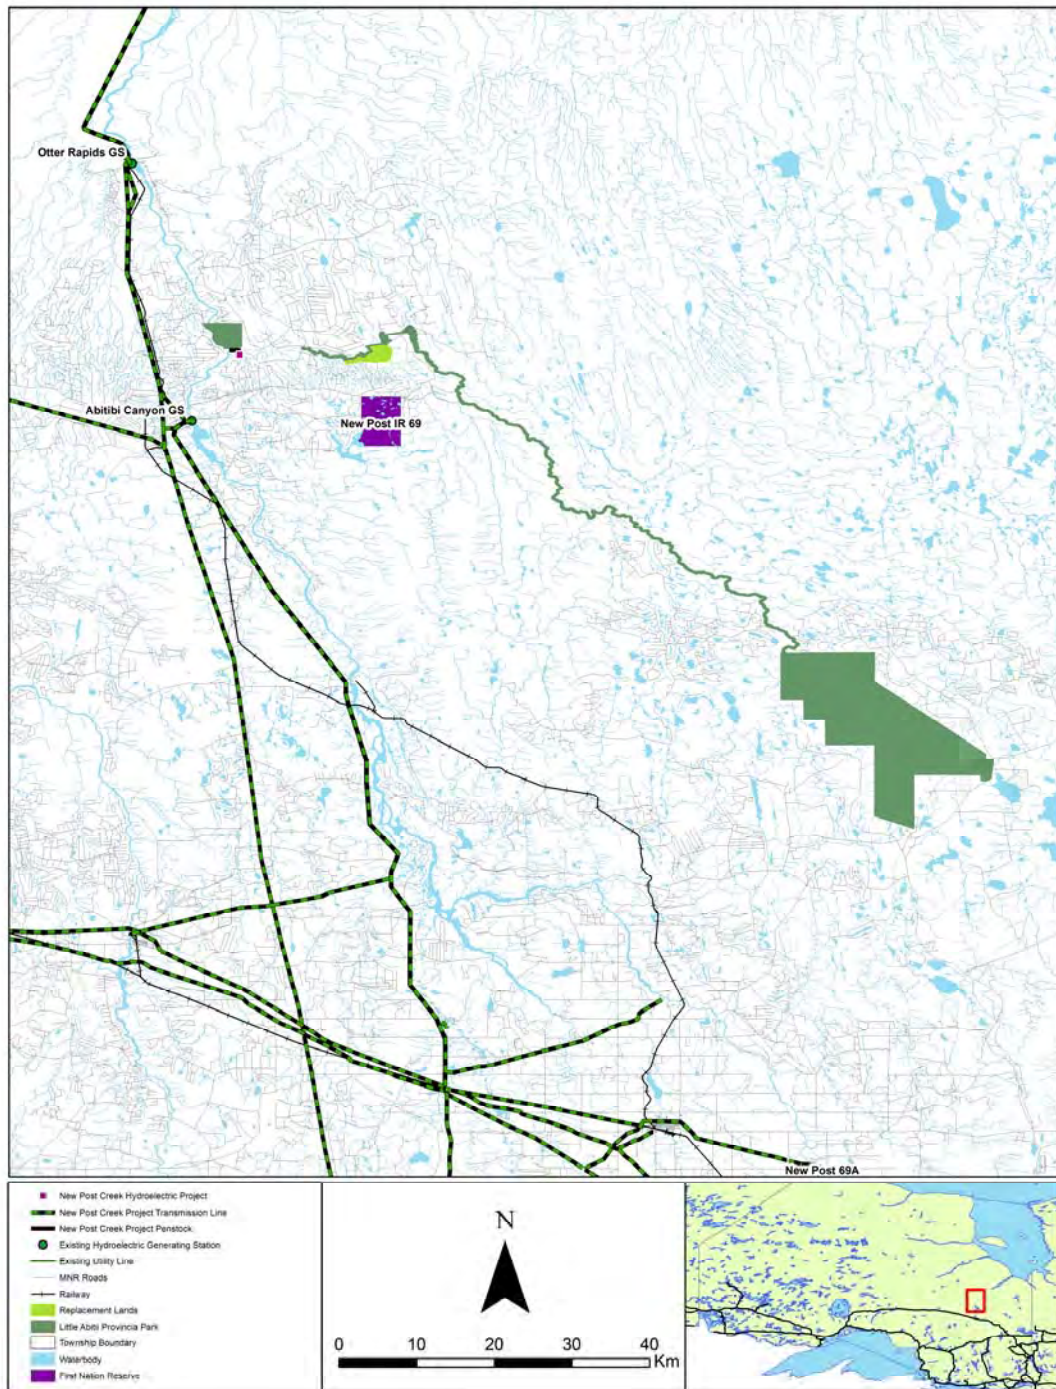 Otter Rapids GS
Abitibi Canyon GS
New Post IR 69
New Post 69A
New Post Creek Hydroelectric Project
New Post Creek Project Transmission Line
New Post Creek Project Penstock
Existing Hydroelectric Generating Station
Existing Utility Line
MNR Roads
Railway
Replacement Lands
Little Abiti Provincia Park
Township Boundary
Waterbody
First Nation Reserve
N
0 10 20 30 40
Km